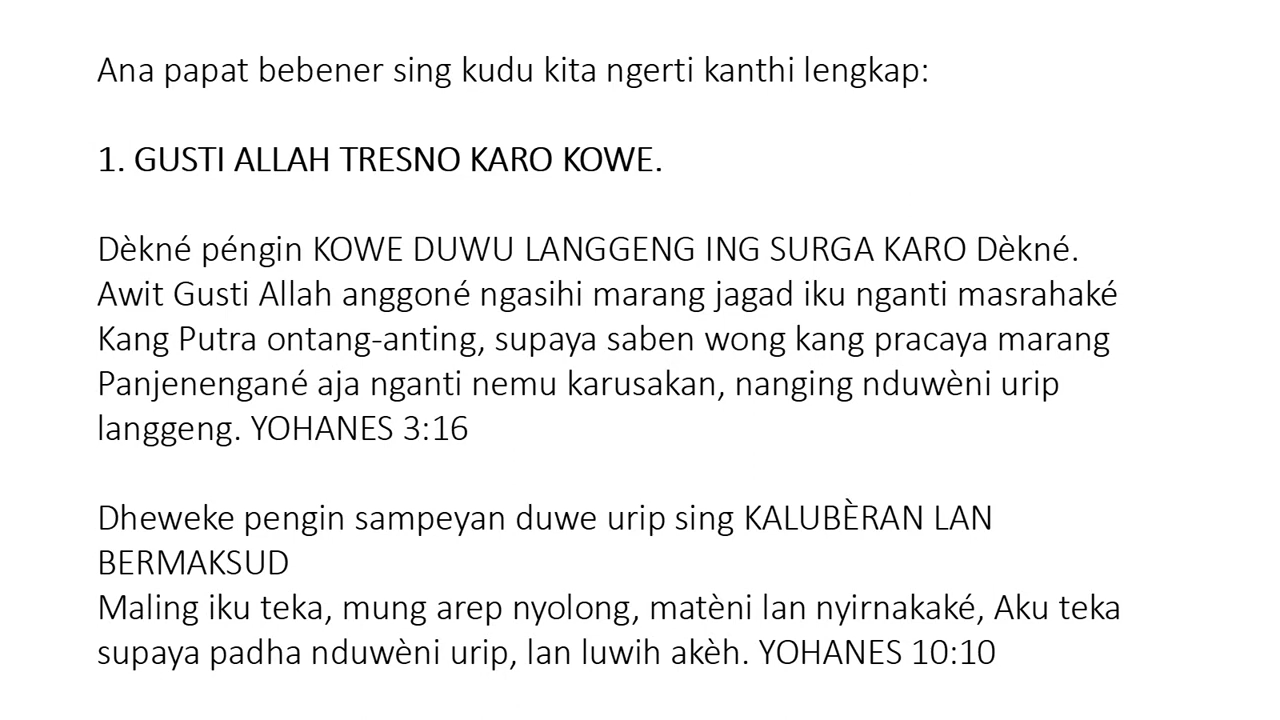 Ana papat bebener sing kudu kita ngerti kanthi lengkap:
1. GUSTI ALLAH TRESNO KARO KOWE.
Dèkné péngin KOWE DUWU LANGGENG ING SURGA KARO Dèkné.
Awit Gusti Allah anggoné ngasihi marang jagad iku nganti masrahaké
Kang Putra ontang-anting, supaya saben wong kang pracaya marang
Panjenengané aja nganti nemu karusakan, nanging nduwèni urip
langgeng. YOHANES 3:16
Dheweke pengin sampeyan duwe urip sing KALUBÈRAN LAN
BERMAKSUD
Maling iku teka, mung arep nyolong, matèni lan nyirnakaké, Aku teka
supaya padha nduwèni urip, lan luwih akèh. YOHANES 10:10